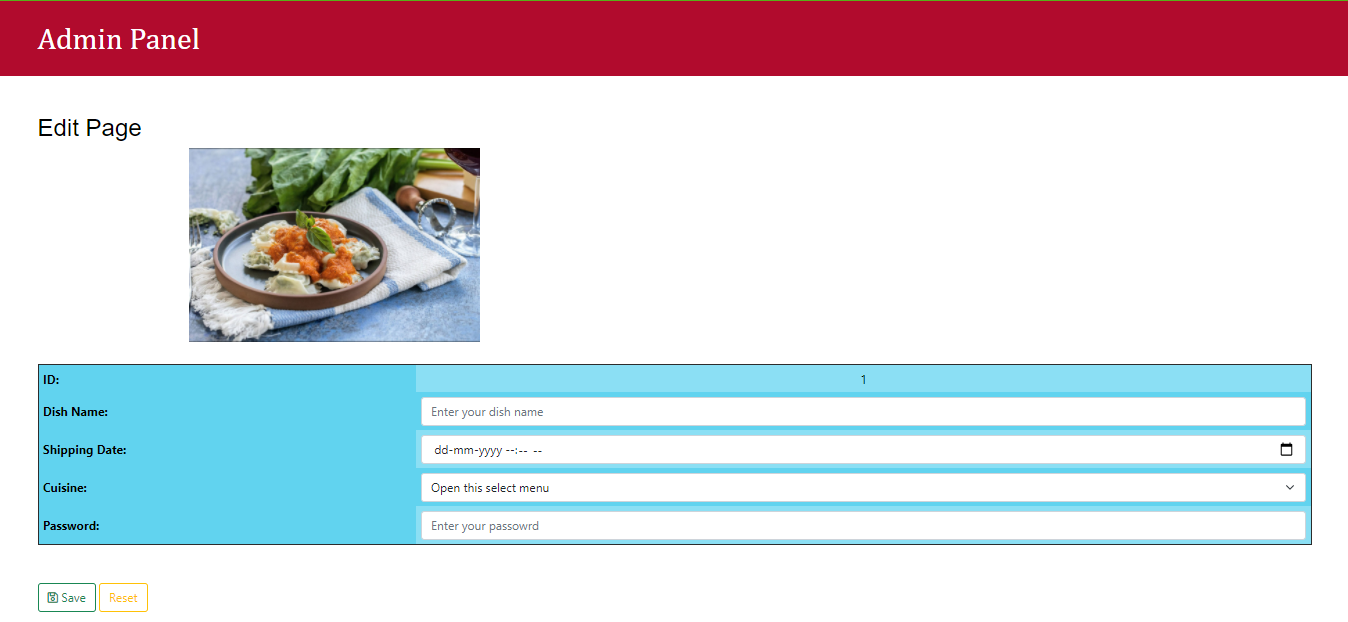 Admin Panel
Edit Page
ID: 1
Dish Name: Enter your dish name
Shipping Date: dd-mm-yyyy --:-- --
Cuisine: Open this select menu
Password: Enter your passowrd
Save Reset